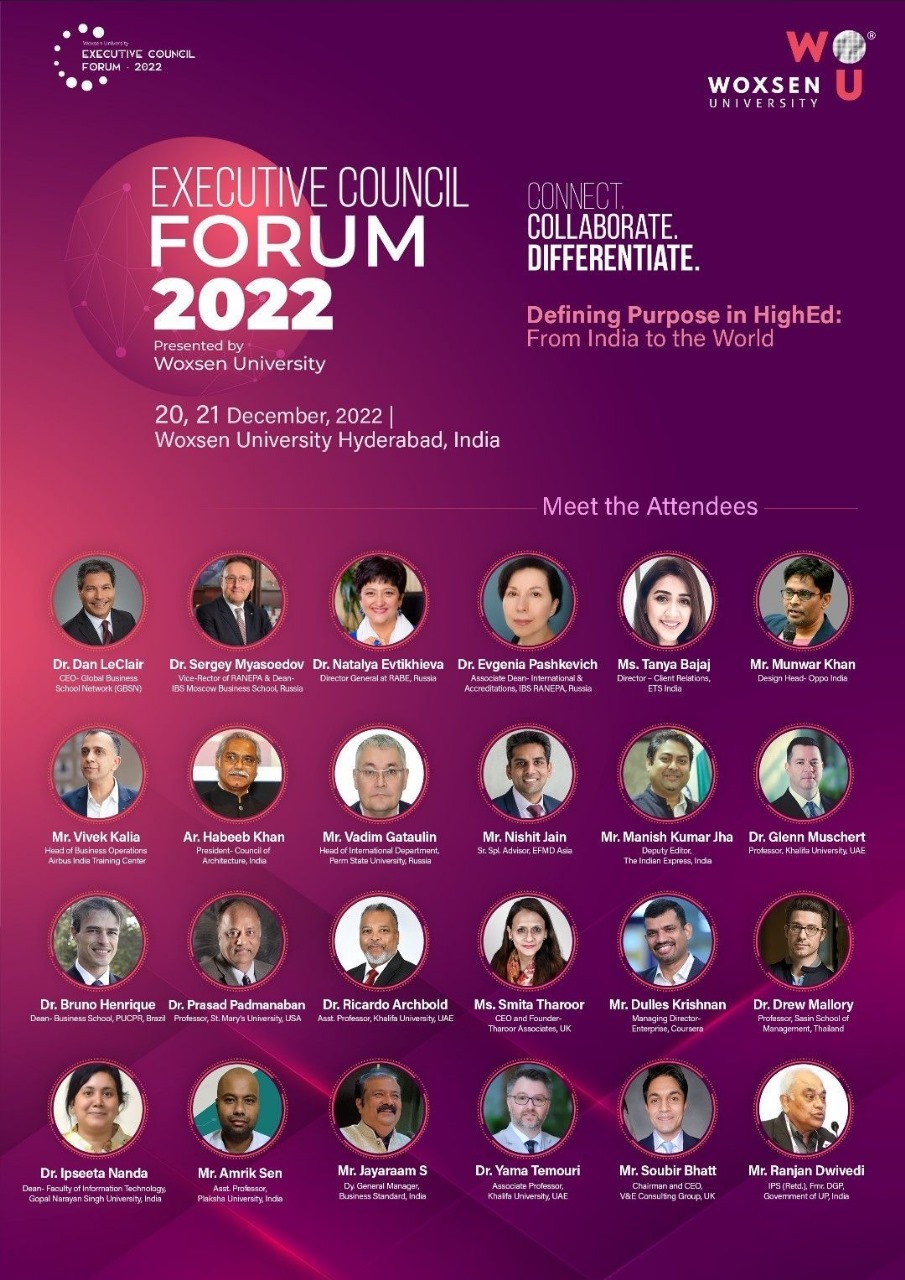 Woxsen University
EXECUTIVE COUNCIL
FORUM - 2022
WO®
WOXSEN U
UNIVERSITY
EXECUTIVE COUNCIL
FORUM
2022
Presented by
Woxsen University
CONNECT.
COLLABORATE.
DIFFERENTIATE.
Defining Purpose in HighEd:
From India to the World
20, 21 December, 2022 |
Woxsen University Hyderabad, India
Meet the Attendees
Dr. Dan LeClair
CEO- Global Business
School Network (GBSN)
Dr. Sergey Myasoedov
Vice-Rector of RANEPA & Dean-
IBS Moscow Business School, Russia
Dr. Natalya Evtikhieva
Director General at RABE, Russia
Dr. Evgenia Pashkevich
Associate Dean- International &
Accreditations, IBS RANEPA, Russia
Ms. Tanya Bajaj
Director – Client Relations,
ETS India
Mr. Munwar Khan
Design Head- Oppo India
Mr. Vivek Kalia
Head of Business Operations
Airbus India Training Center
Ar. Habeeb Khan
President- Council of
Architecture, India
Mr. Vadim Gataulin
Head of International Department,
Perm State University, Russia
Mr. Nishit Jain
Sr. Spl. Advisor, EFMD Asia
Mr. Manish Kumar Jha
Deputy Editor,
The Indian Express, India
Dr. Glenn Muschert
Professor, Khalifa University, UAE
Dr. Bruno Henrique
Dean- Business School, PUCPR, Brazil
Dr. Prasad Padmanaban
Professor, St. Mary's University, USA
Dr. Ricardo Archbold
Asst. Professor, Khalifa University, UAE
Ms. Smita Tharoor
CEO and Founder-
Tharoor Associates, UK
Mr. Dulles Krishnan
Managing Director-
Enterprise, Coursera
Dr. Drew Mallory
Professor, Sasin School of
Management, Thailand
Dr. Ipseeta Nanda
Dean- Faculty of Information Technology,
Gopal Narayan Singh University, India
Mr. Amrik Sen
Asst. Professor,
Plaksha University, India
Mr. Jayaraam S
Dy. General Manager,
Business Standard, India
Dr. Yama Temouri
Associate Professor,
Khalifa University, UAE
Mr. Soubir Bhatt
Chairman and CEO,
V&E Consulting Group, UK
Mr. Ranjan Dwivedi
IPS (Retd.), Fmr. DGP,
Government of UP, India